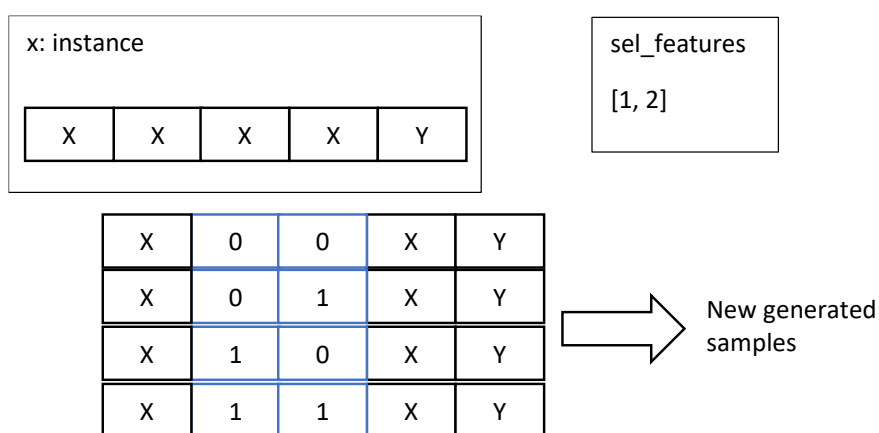 x: instance
sel_features
[1, 2]
X X X X Y
X 0 0 X Y
X 0 1 X Y
X 1 0 X Y
X 1 1 X Y
New generated
samples